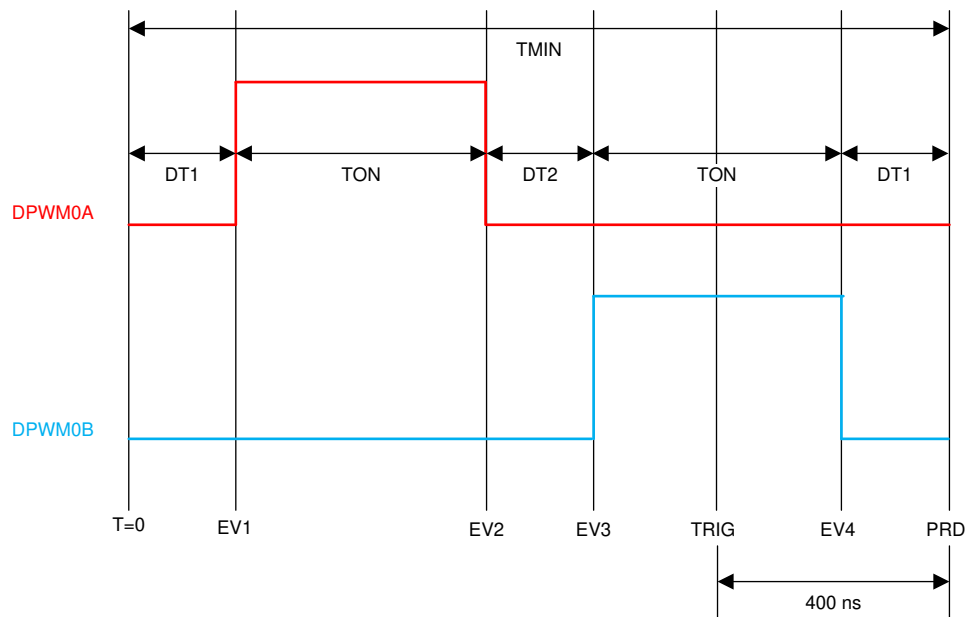 TMIN
DT1 TON DT2 TON DT1
DPWM0A
DPWM0B
T=0 EV1 EV2 EV3 TRIG EV4 PRD
400 ns